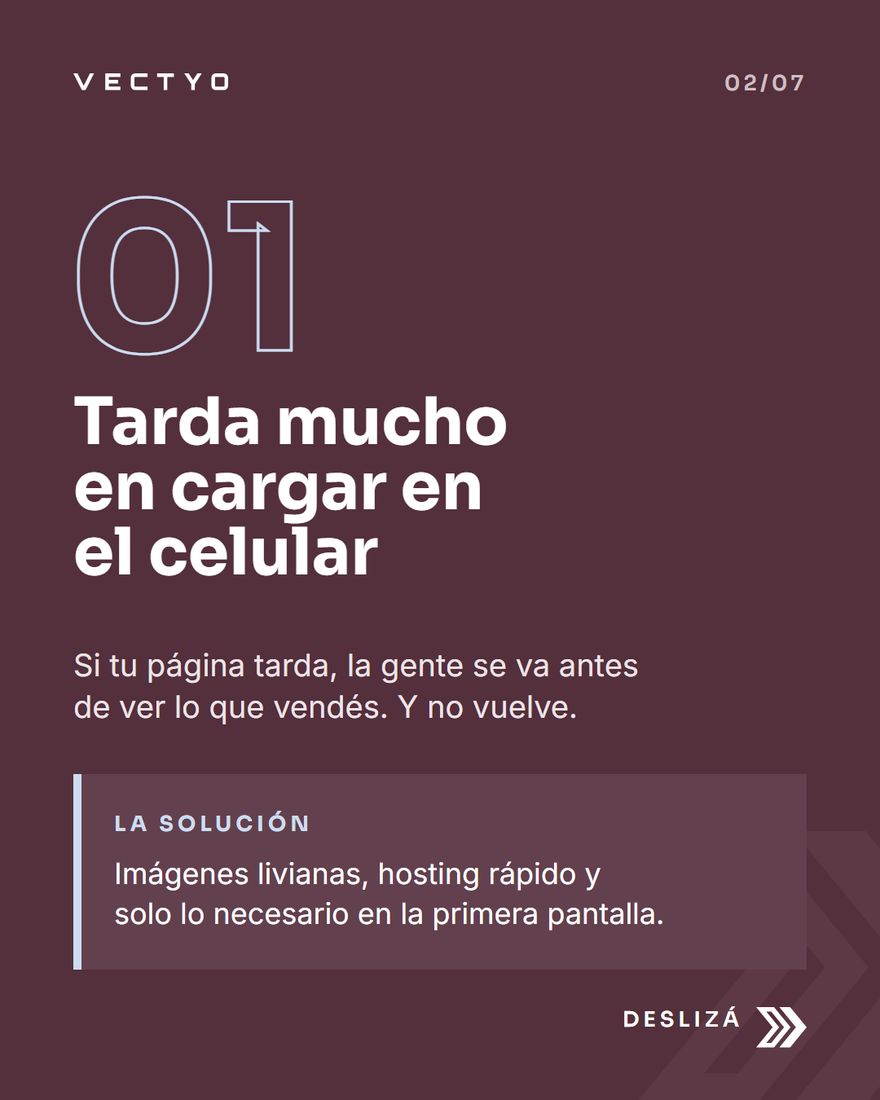 VECTYO
02/07
01
Tarda mucho
en cargar en
el celular
Si tu página tarda, la gente se va antes
de ver lo que vendés. Y no vuelve.
LA SOLUCIÓN
Imágenes livianas, hosting rápido y
solo lo necesario en la primera pantalla.
DESLIZÁ